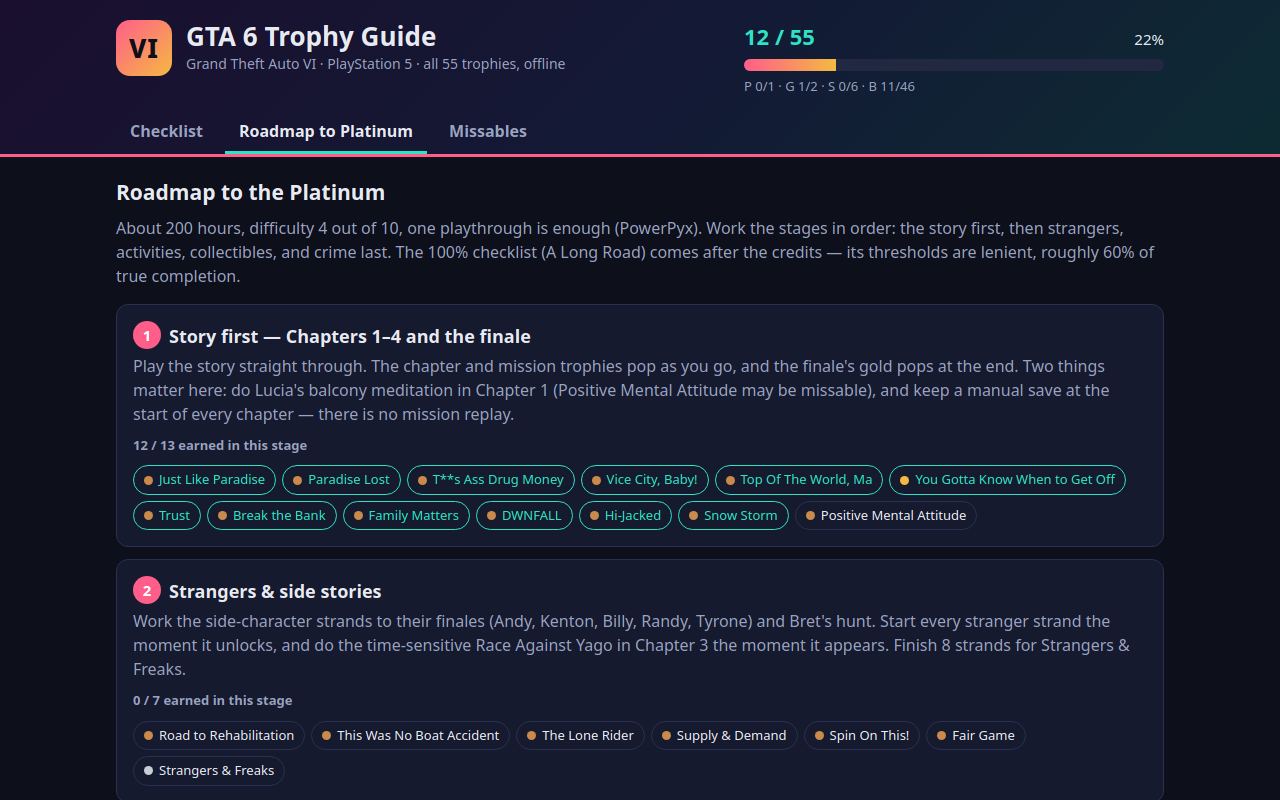 VI
GTA 6 Trophy Guide
Grand Theft Auto VI · PlayStation 5 · all 55 trophies, offline
12 / 55
22%
P 0/1 · G 1/2 · S 0/6 · B 11/46
Checklist
Roadmap to Platinum
Missables
Roadmap to the Platinum
About 200 hours, difficulty 4 out of 10, one playthrough is enough (PowerPyx). Work the stages in order: the story first, then strangers,
activities, collectibles, and crime last. The 100% checklist (A Long Road) comes after the credits — its thresholds are lenient, roughly 60% of
true completion.
1 Story first — Chapters 1–4 and the finale
Play the story straight through. The chapter and mission trophies pop as you go, and the finale's gold pops at the end. Two things
matter here: do Lucia's balcony meditation in Chapter 1 (Positive Mental Attitude may be missable), and keep a manual save at the
start of every chapter — there is no mission replay.
12 / 13 earned in this stage
Just Like Paradise Paradise Lost T**s Ass Drug Money Vice City, Baby! Top Of The World, Ma You Gotta Know When to Get Off
Trust Break the Bank Family Matters DWNFALL Hi-Jacked Snow Storm Positive Mental Attitude
2 Strangers & side stories
Work the side-character strands to their finales (Andy, Kenton, Billy, Randy, Tyrone) and Bret's hunt. Start every stranger strand the
moment it unlocks, and do the time-sensitive Race Against Yago in Chapter 3 the moment it appears. Finish 8 strands for Strangers &
Freaks.
0 / 7 earned in this stage
Road to Rehabilitation This Was No Boat Accident The Lone Rider Supply & Demand Spin On This! Fair Game
Strangers & Freaks